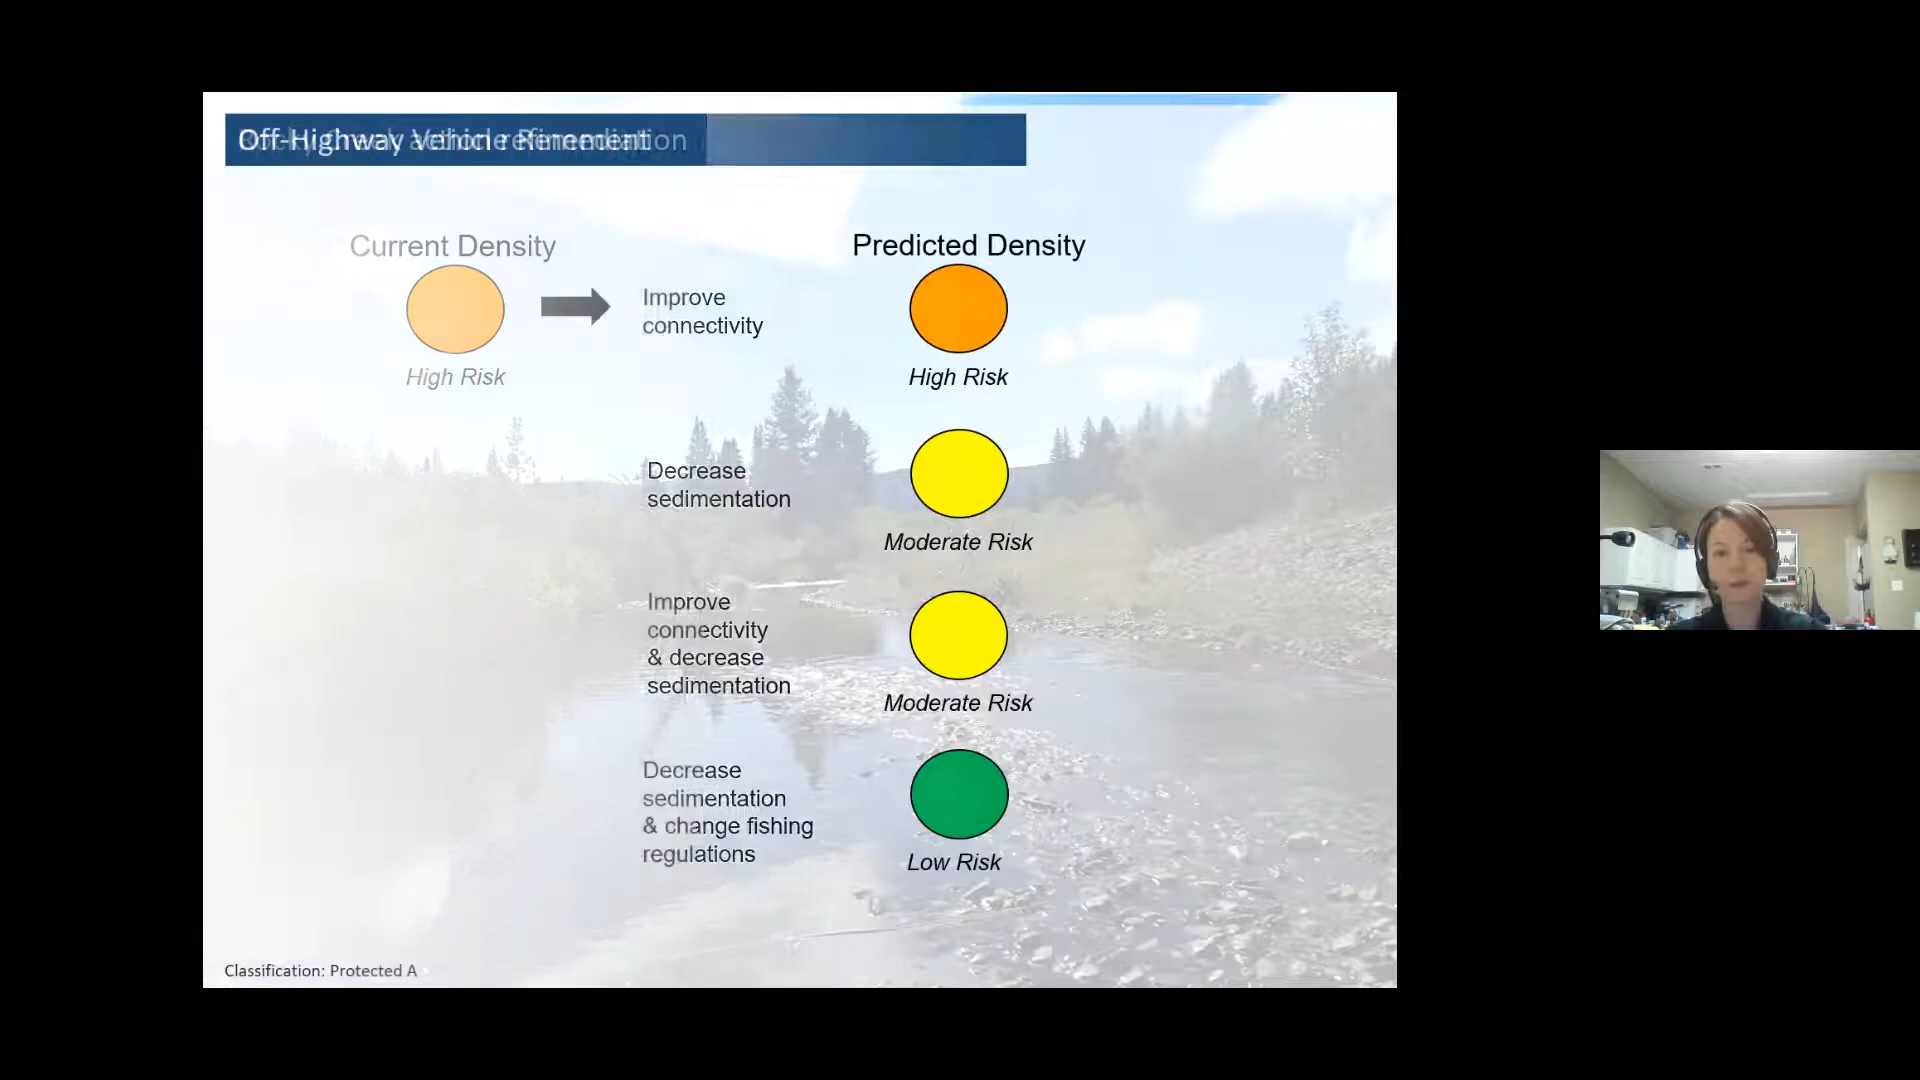 Off-Highway Vehicle
Current Density
Predicted Density
Improve
connectivity
High Risk
High Risk
Decrease
sedimentation
Moderate Risk
Improve
connectivity
& decrease
sedimentation
Moderate Risk
Decrease
sedimentation
& change fishing
regulations
Low Risk
Classification: Protected A